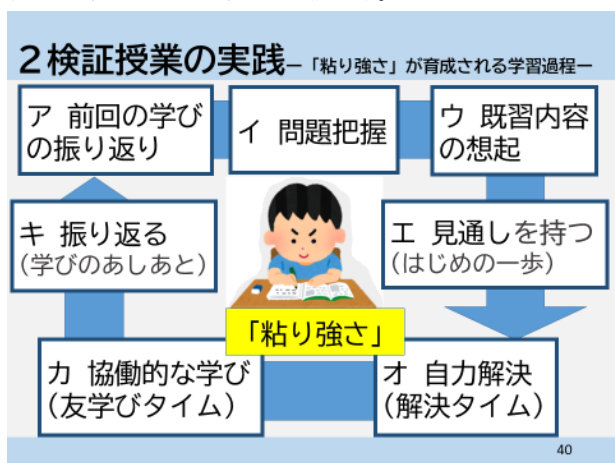 ２検証授業の実践―「粘り強さ」が育成される学習過程―
ア 前回の学び
の振り返り
イ 問題把握
ウ 既習内容
の想起
エ 見通しを持つ
(はじめの一歩)
オ 自力解決
(解決タイム)
カ 協働的な学び
(友学びタイム)
キ 振り返る
(学びのあしあと)
「粘り強さ」
40